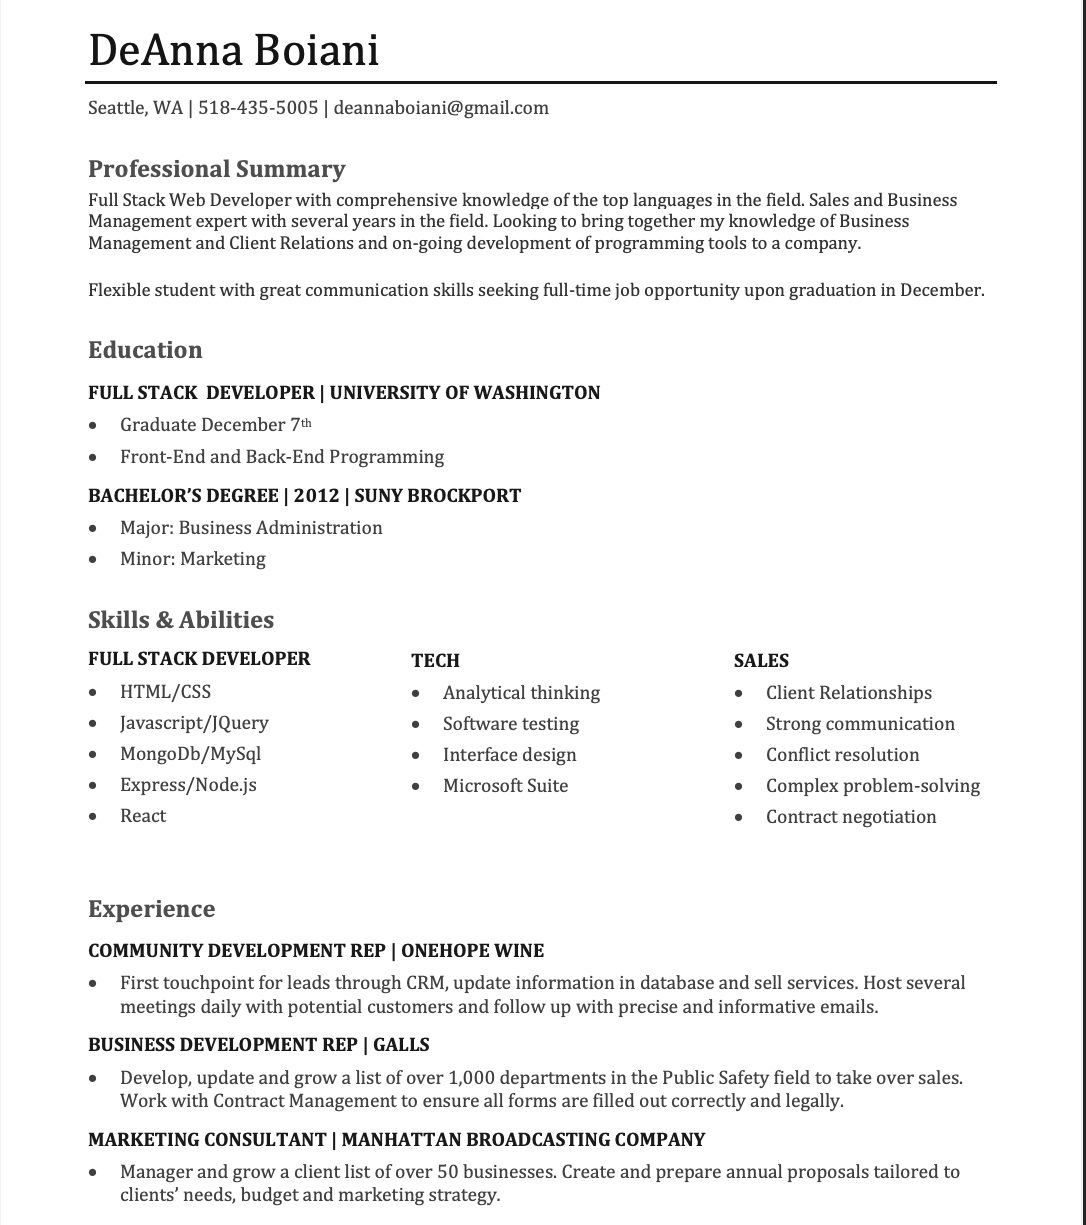 DeAnna Boiani
Seattle, WA | 518-435-5005 | deannaboiani@gmail.com
Professional Summary
Full Stack Web Developer with comprehensive knowledge of the top languages in the field. Sales and Business
Management expert with several years in the field. Looking to bring together my knowledge of Business
Management and Client Relations and on-going development of programming tools to a company.
Flexible student with great communication skills seeking full-time job opportunity upon graduation in December.
Education
FULL STACK  DEVELOPER | UNIVERSITY OF WASHINGTON
• Graduate December 7th
• Front-End and Back-End Programming
BACHELOR’S DEGREE | 2012 | SUNY BROCKPORT
• Major: Business Administration
• Minor: Marketing
Skills & Abilities
FULL STACK DEVELOPER
• HTML/CSS
• Javascript/JQuery
• MongoDb/MySql
• Express/Node.js
• React
TECH
• Analytical thinking
• Software testing
• Interface design
• Microsoft Suite
SALES
• Client Relationships
• Strong communication
• Conflict resolution
• Complex problem-solving
• Contract negotiation
Experience
COMMUNITY DEVELOPMENT REP | ONEHOPE WINE
• First touchpoint for leads through CRM, update information in database and sell services. Host several
meetings daily with potential customers and follow up with precise and informative emails.
BUSINESS DEVELOPMENT REP | GALLS
• Develop, update and grow a list of over 1,000 departments in the Public Safety field to take over sales.
Work with Contract Management to ensure all forms are filled out correctly and legally.
MARKETING CONSULTANT | MANHATTAN BROADCASTING COMPANY
• Manager and grow a client list of over 50 businesses. Create and prepare annual proposals tailored to
clients’ needs, budget and marketing strategy.